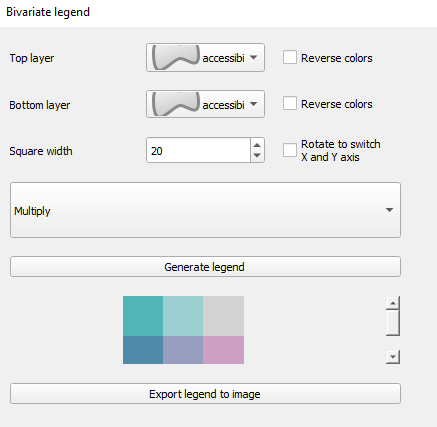 Bivariate legend
Top layer
accessibi
Reverse colors
Bottom layer
accessibi
Reverse colors
Square width
20
Rotate to switch
X and Y axis
Multiply
Generate legend
Export legend to image